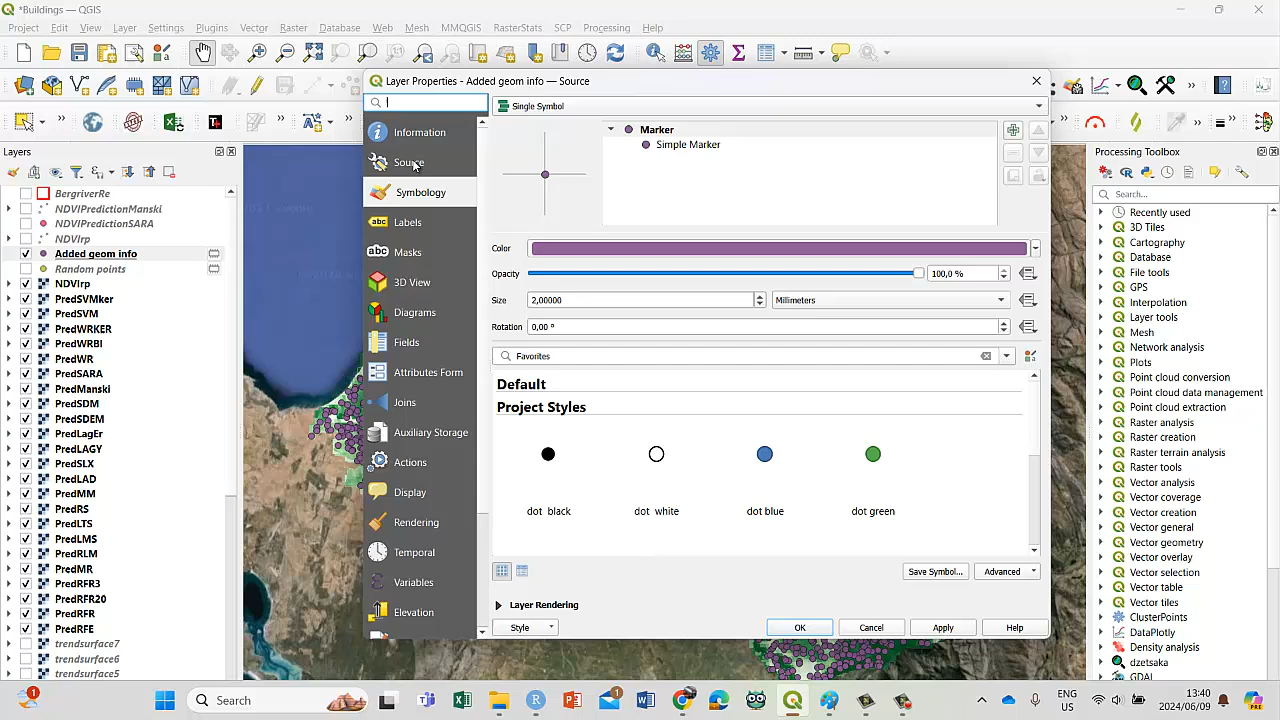 *Buildings — QGIS
Project Edit View Layer Settings Plugins Vector Raster Database Web Mesh MMQGIS RasterStats SCP Processing Help
Layer Properties - Added geom info — Source
Layers
BergriverRe
NDVIPredictionManski
NDVIPredictionSARA
NDVIrp
Added geom info
Random points
NDVIrp
PredSVMker
PredSVM
PredWRKER
PredWRBI
PredWR
PredSARA
PredManski
PredSDM
PredSDEM
PredLagEr
PredLAGY
PredSLX
PredLAD
PredMM
PredRS
PredLTS
PredLMS
PredRLM
PredMR
PredRFR3
PredRFR20
PredRFR
PredRFE
trendsurface7
trendsurface6
trendsurface5
Information
Source
Symbology
abc Labels
abc Masks
3D View
Diagrams
Fields
Attributes Form
Joins
Auxiliary Storage
Actions
Display
Rendering
Temporal
Variables
Elevation
Single Symbol
Marker
Simple Marker
Color
Opacity 100,0 %
Size 2,00000 Millimeters
Rotation 0,00 °
Favorites
Default
Project Styles
dot black dot white dot blue dot green
Save Symbol... Advanced
Layer Rendering
Style OK Cancel Apply Help
Processing Toolbox
Search...
Recently used
3D Tiles
Cartography
Database
File tools
GPS
Interpolation
Layer tools
Mesh
Network analysis
Plots
Point cloud conversion
Point cloud data management
Point cloud extraction
Raster analysis
Raster creation
Raster terrain analysis
Raster tools
Vector analysis
Vector coverage
Vector creation
Vector general
Vector geometry
Vector overlay
Vector selection
Vector table
Vector tiles
ClusterPoints
DataPlotly
Density analysis
dzetsaka
GDAL
1 Search
ENG
US
13:40
2024/05/09